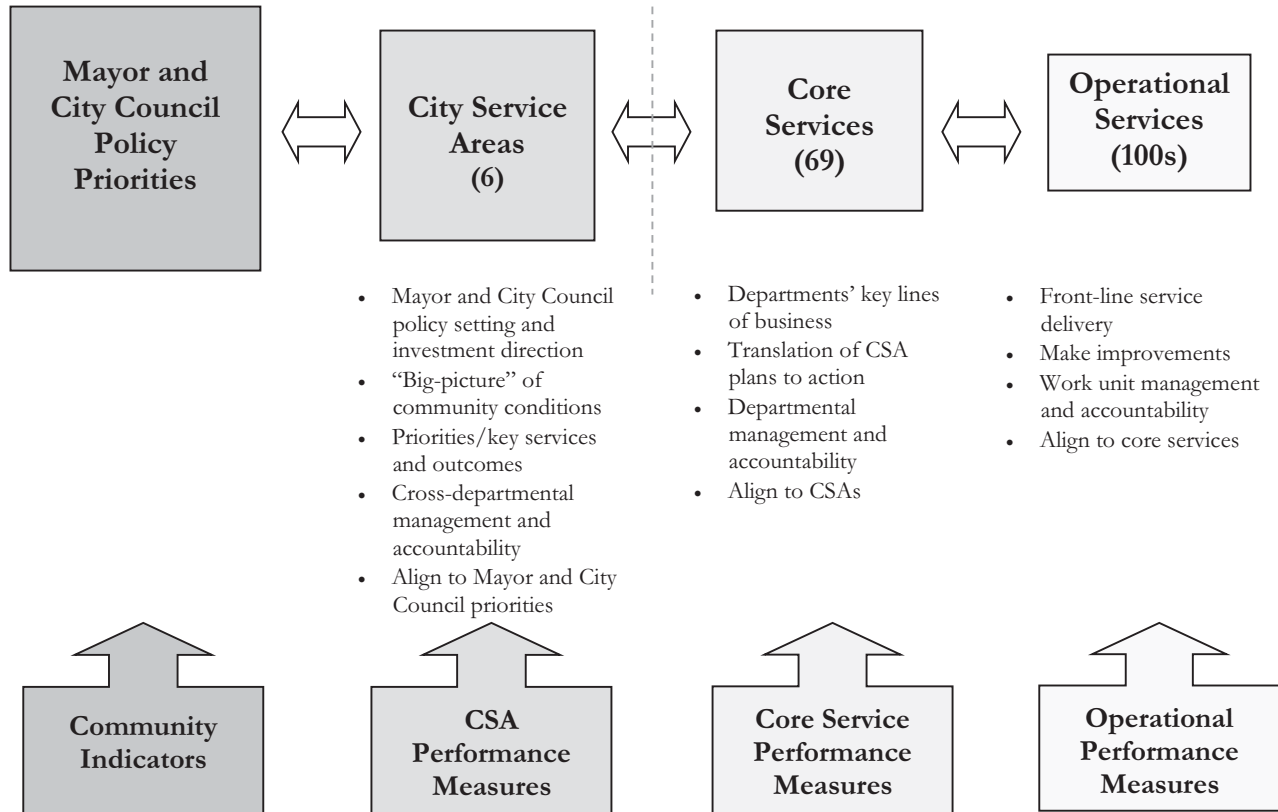 Mayor and
City Council
Policy
Priorities
City Service
Areas
(6)
Core
Services
(69)
Operational
Services
(100s)
• Mayor and City Council
policy setting and
investment direction
• “Big-picture” of
community conditions
• Priorities/key services
and outcomes
• Cross-departmental
management and
accountability
• Align to Mayor and City
Council priorities
• Departments’ key lines
of business
• Translation of CSA
plans to action
• Departmental
management and
accountability
• Align to CSAs
• Front-line service
delivery
• Make improvements
• Work unit management
and accountability
• Align to core services
Community
Indicators
CSA
Performance
Measures
Core Service
Performance
Measures
Operational
Performance
Measures